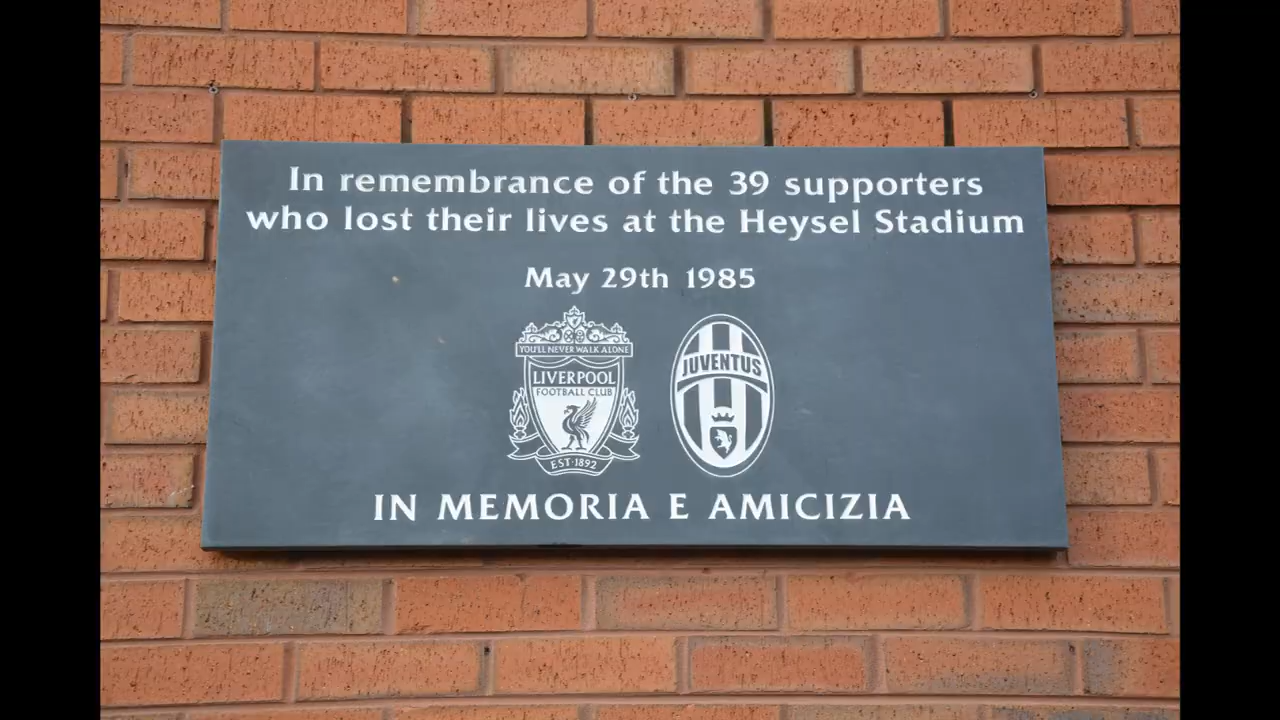 In remembrance of the 39 supporters
who lost their lives at the Heysel Stadium
May 29th 1985
YOU'LL NEVER WALK ALONE
LIVERPOOL
FOOTBALL CLUB
EST·1892
JUVENTUS
IN MEMORIA E AMICIZIA